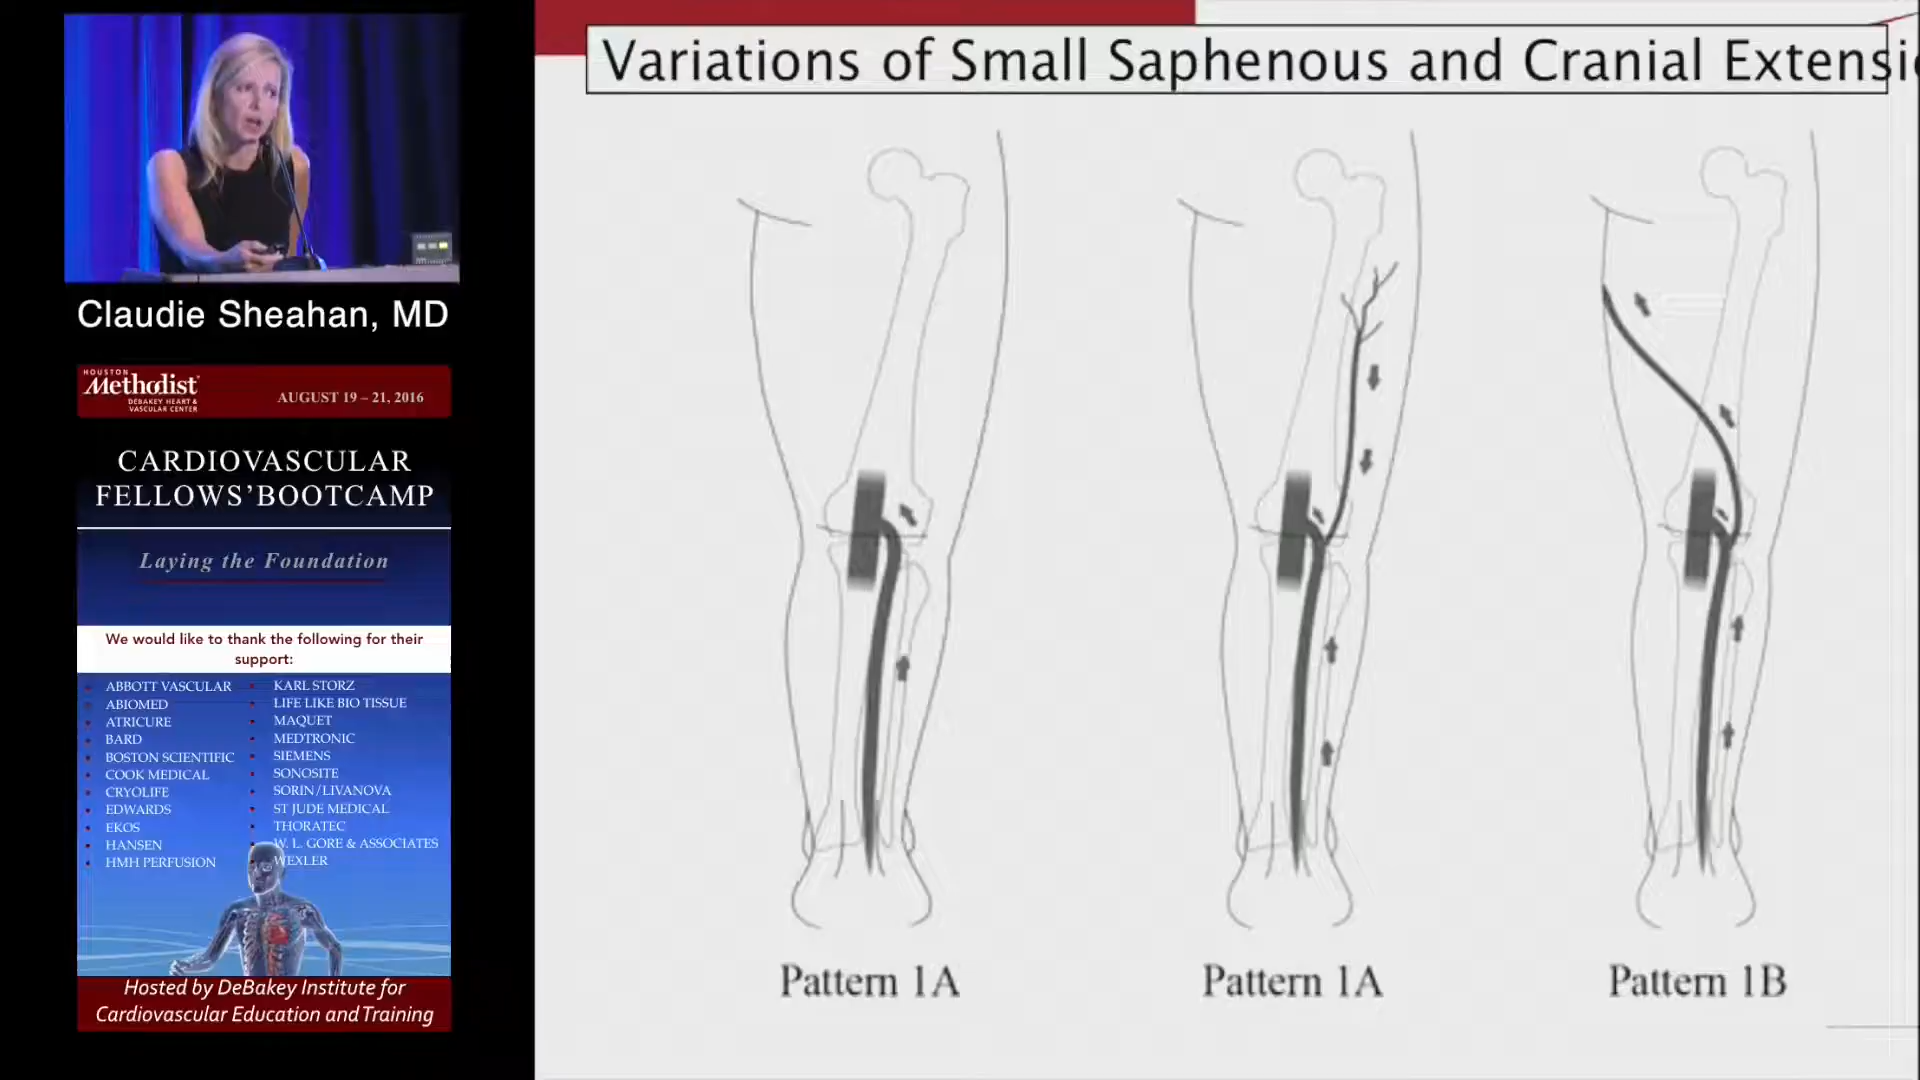 Variations of Small Saphenous and Cranial Extensi
Claudie Sheahan, MD
HOUSTON
Methodist
DEBAKEY HEART &
VASCULAR CENTER
AUGUST 19 – 21, 2016
CARDIOVASCULAR
FELLOWS’BOOTCAMP
Laying the Foundation
We would like to thank the following for their
support:
ABBOTT VASCULAR
ABIOMED
ATRICURE
BARD
BOSTON SCIENTIFIC
COOK MEDICAL
CRYOLIFE
EDWARDS
EKOS
HANSEN
HMH PERFUSION
KARL STORZ
LIFE LIKE BIO TISSUE
MAQUET
MEDTRONIC
SIEMENS
SONOSITE
SORIN/LIVANOVA
ST JUDE MEDICAL
THORATEC
W. L. GORE & ASSOCIATES
WEXLER
Hosted by DeBakey Institute for
Cardiovascular Education and Training
Pattern 1A
Pattern 1A
Pattern 1B